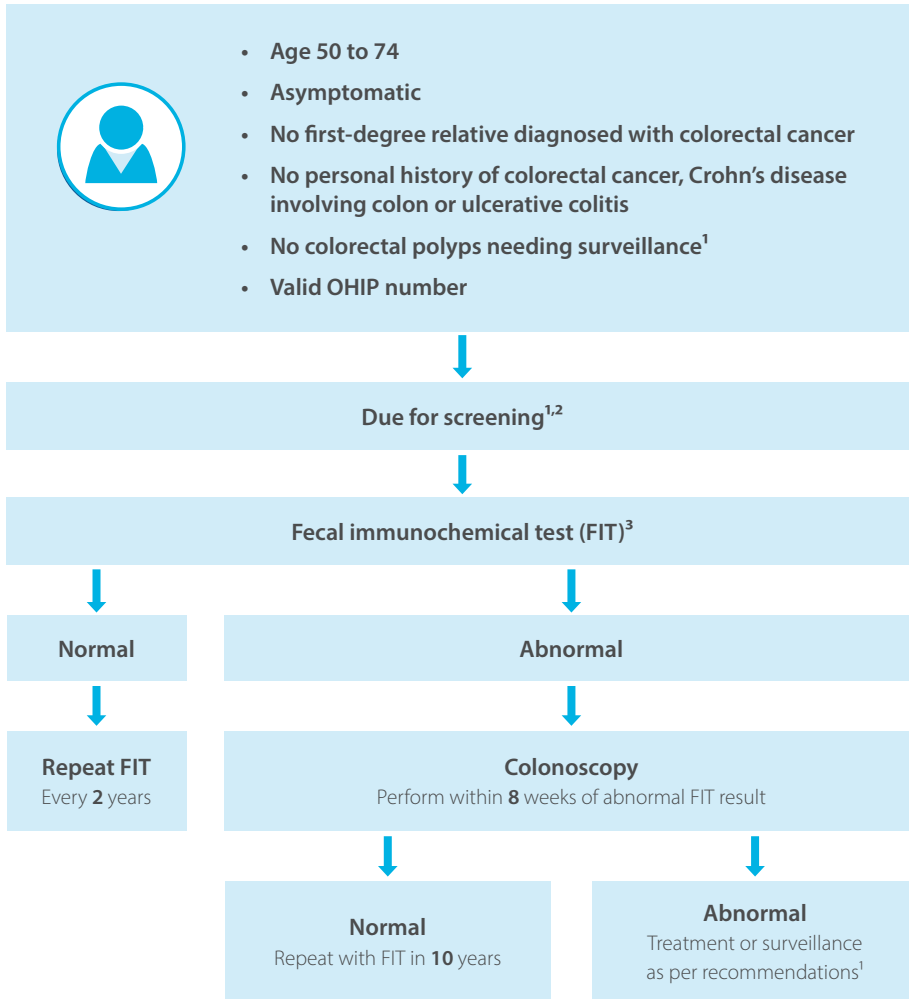 • Age 50 to 74
• Asymptomatic
• No first-degree relative diagnosed with colorectal cancer
• No personal history of colorectal cancer, Crohn’s disease
involving colon or ulcerative colitis
• No colorectal polyps needing surveillance¹
• Valid OHIP number
Due for screening¹,²
Fecal immunochemical test (FIT)³
Normal
Abnormal
Repeat FIT
Every 2 years
Colonoscopy
Perform within 8 weeks of abnormal FIT result
Normal
Repeat with FIT in 10 years
Abnormal
Treatment or surveillance
as per recommendations¹